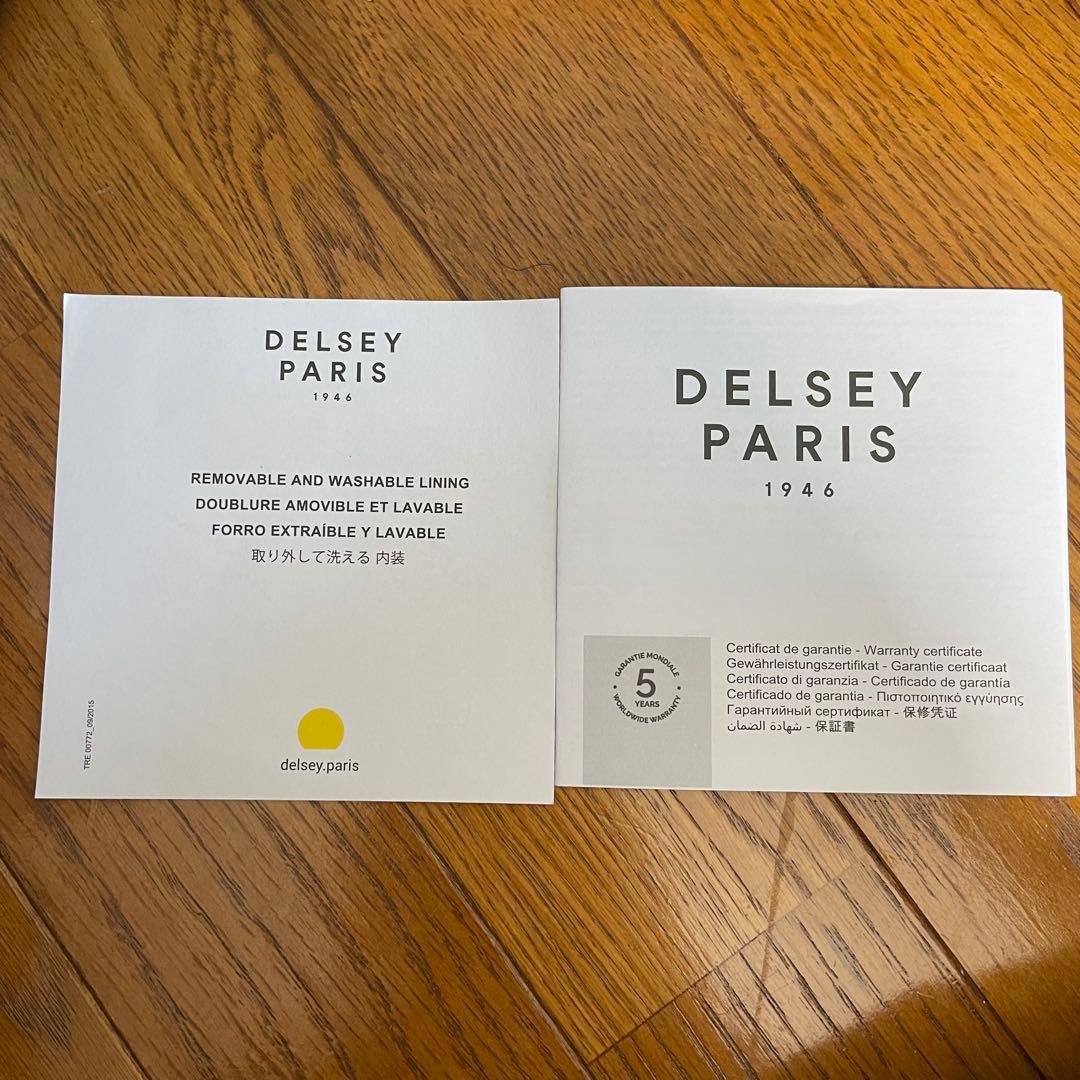 DELSEY
PARIS
1946
REMOVABLE AND WASHABLE LINING
DOUBLURE AMOVIBLE ET LAVABLE
FORRO EXTRAÍBLE Y LAVABLE
取り外して洗える 内装
TRE 00772_09/2015
delsey.paris
DELSEY
PARIS
1946
GARANTIE MONDIALE
5
YEARS
WORLDWIDE WARRANTY
Certificat de garantie - Warranty certificate
Gewährleistungszertifikat - Garantie certificaat
Certificato di garanzia - Certificado de garantía
Certificado de garantia - Πιστοποιητικό εγγύησης
Гарантийный сертификат - 保修凭证
شهادة الضمان - 保証書